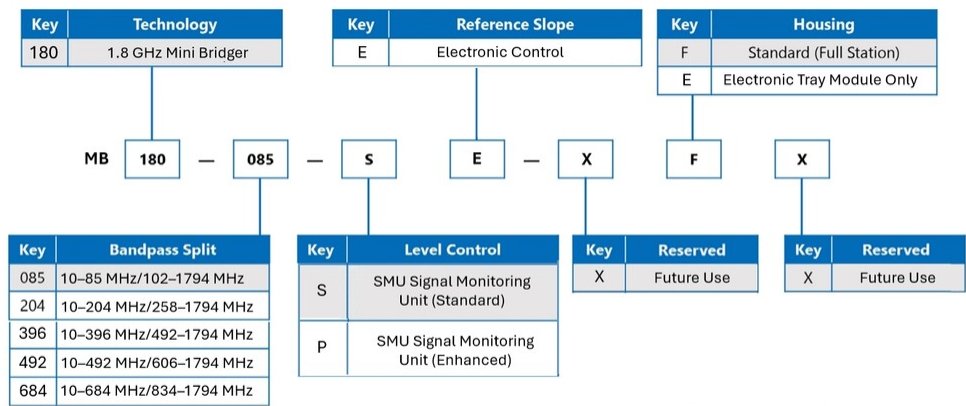 Key Technology
180 1.8 GHz Mini Bridger
Key Reference Slope
E Electronic Control
Key Housing
F Standard (Full Station)
E Electronic Tray Module Only
MB 180 — 085 — S E — X F X
Key Bandpass Split
085 10–85 MHz/102–1794 MHz
204 10–204 MHz/258–1794 MHz
396 10–396 MHz/492–1794 MHz
492 10–492 MHz/606–1794 MHz
684 10–684 MHz/834–1794 MHz
Key Level Control
S SMU Signal Monitoring
Unit (Standard)
P SMU Signal Monitoring
Unit (Enhanced)
Key Reserved
X Future Use
Key Reserved
X Future Use